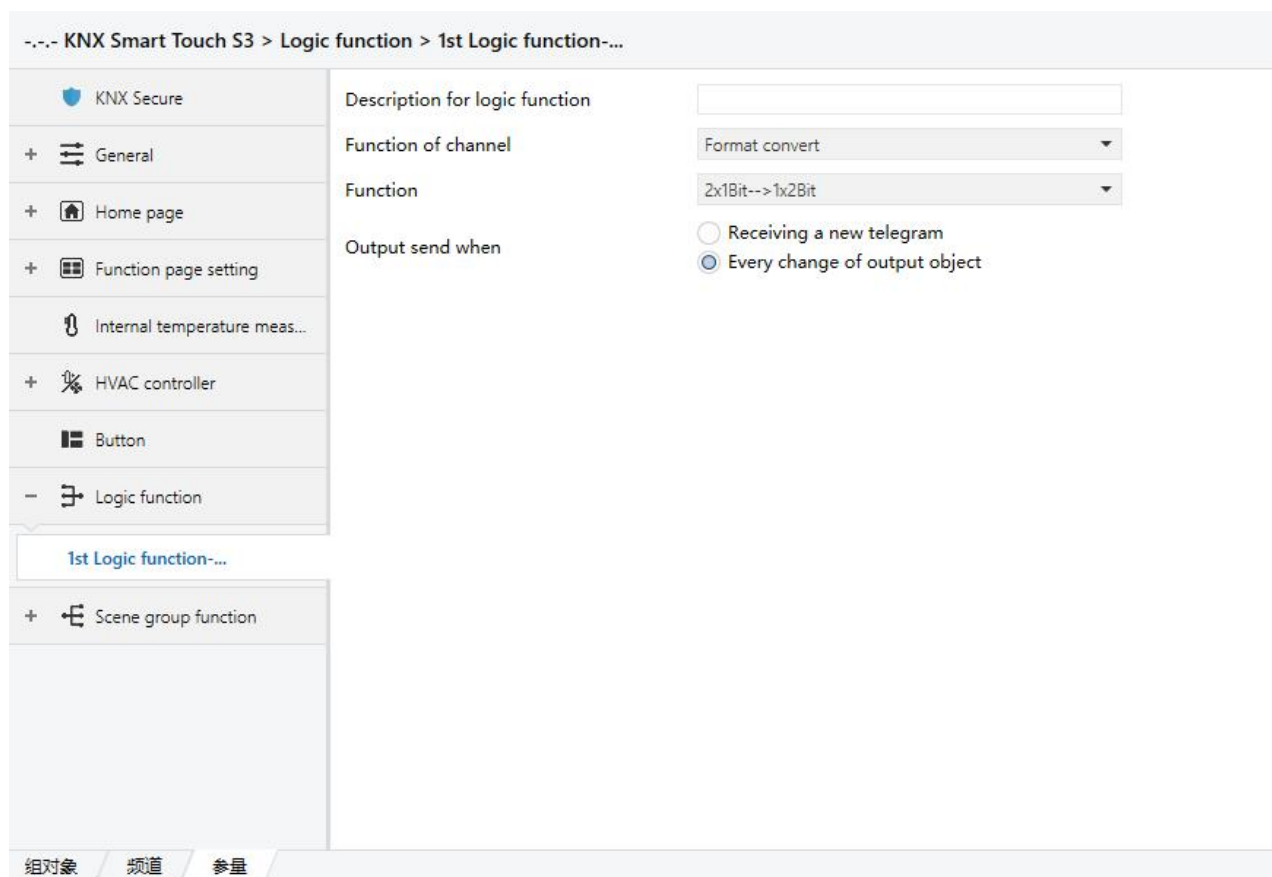 -.-.- KNX Smart Touch S3 > Logic function > 1st Logic function-...
KNX Secure
+ General
+ Home page
+ Function page setting
Internal temperature meas...
+ HVAC controller
Button
- Logic function
1st Logic function-...
+ Scene group function
Description for logic function
Function of channel Format convert
Function 2x1Bit-->1x2Bit
Output send when
Receiving a new telegram
Every change of output object
组对象 频道 参量